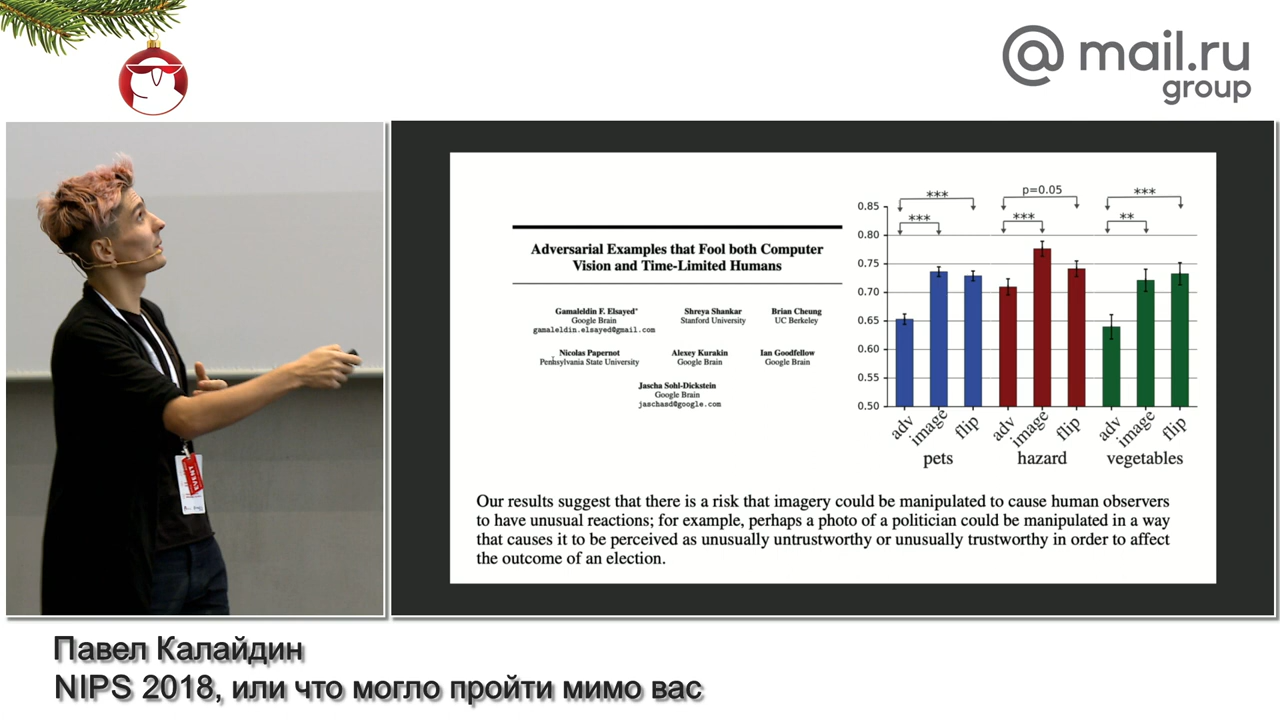 @ mail.ru
group
Adversarial Examples that Fool both Computer
Vision and Time-Limited Humans
Gamaleldin F. Elsayed*
Google Brain
gamaleldin.elsayed@gmail.com
Shreya Shankar
Stanford University
Brian Cheung
UC Berkeley
Nicolas Papernot
Pennsylvania State University
Alexey Kurakin
Google Brain
Ian Goodfellow
Google Brain
Jascha Sohl-Dickstein
Google Brain
jaschasd@google.com
*** p=0.05 ***
*** *** **
0.85
0.80
0.75
0.70
0.65
0.60
0.55
0.50
adv image flip adv image flip adv image flip
pets hazard vegetables
Our results suggest that there is a risk that imagery could be manipulated to cause human observers
to have unusual reactions; for example, perhaps a photo of a politician could be manipulated in a way
that causes it to be perceived as unusually untrustworthy or unusually trustworthy in order to affect
the outcome of an election.
Павел Калайдин
NIPS 2018, или что могло пройти мимо вас